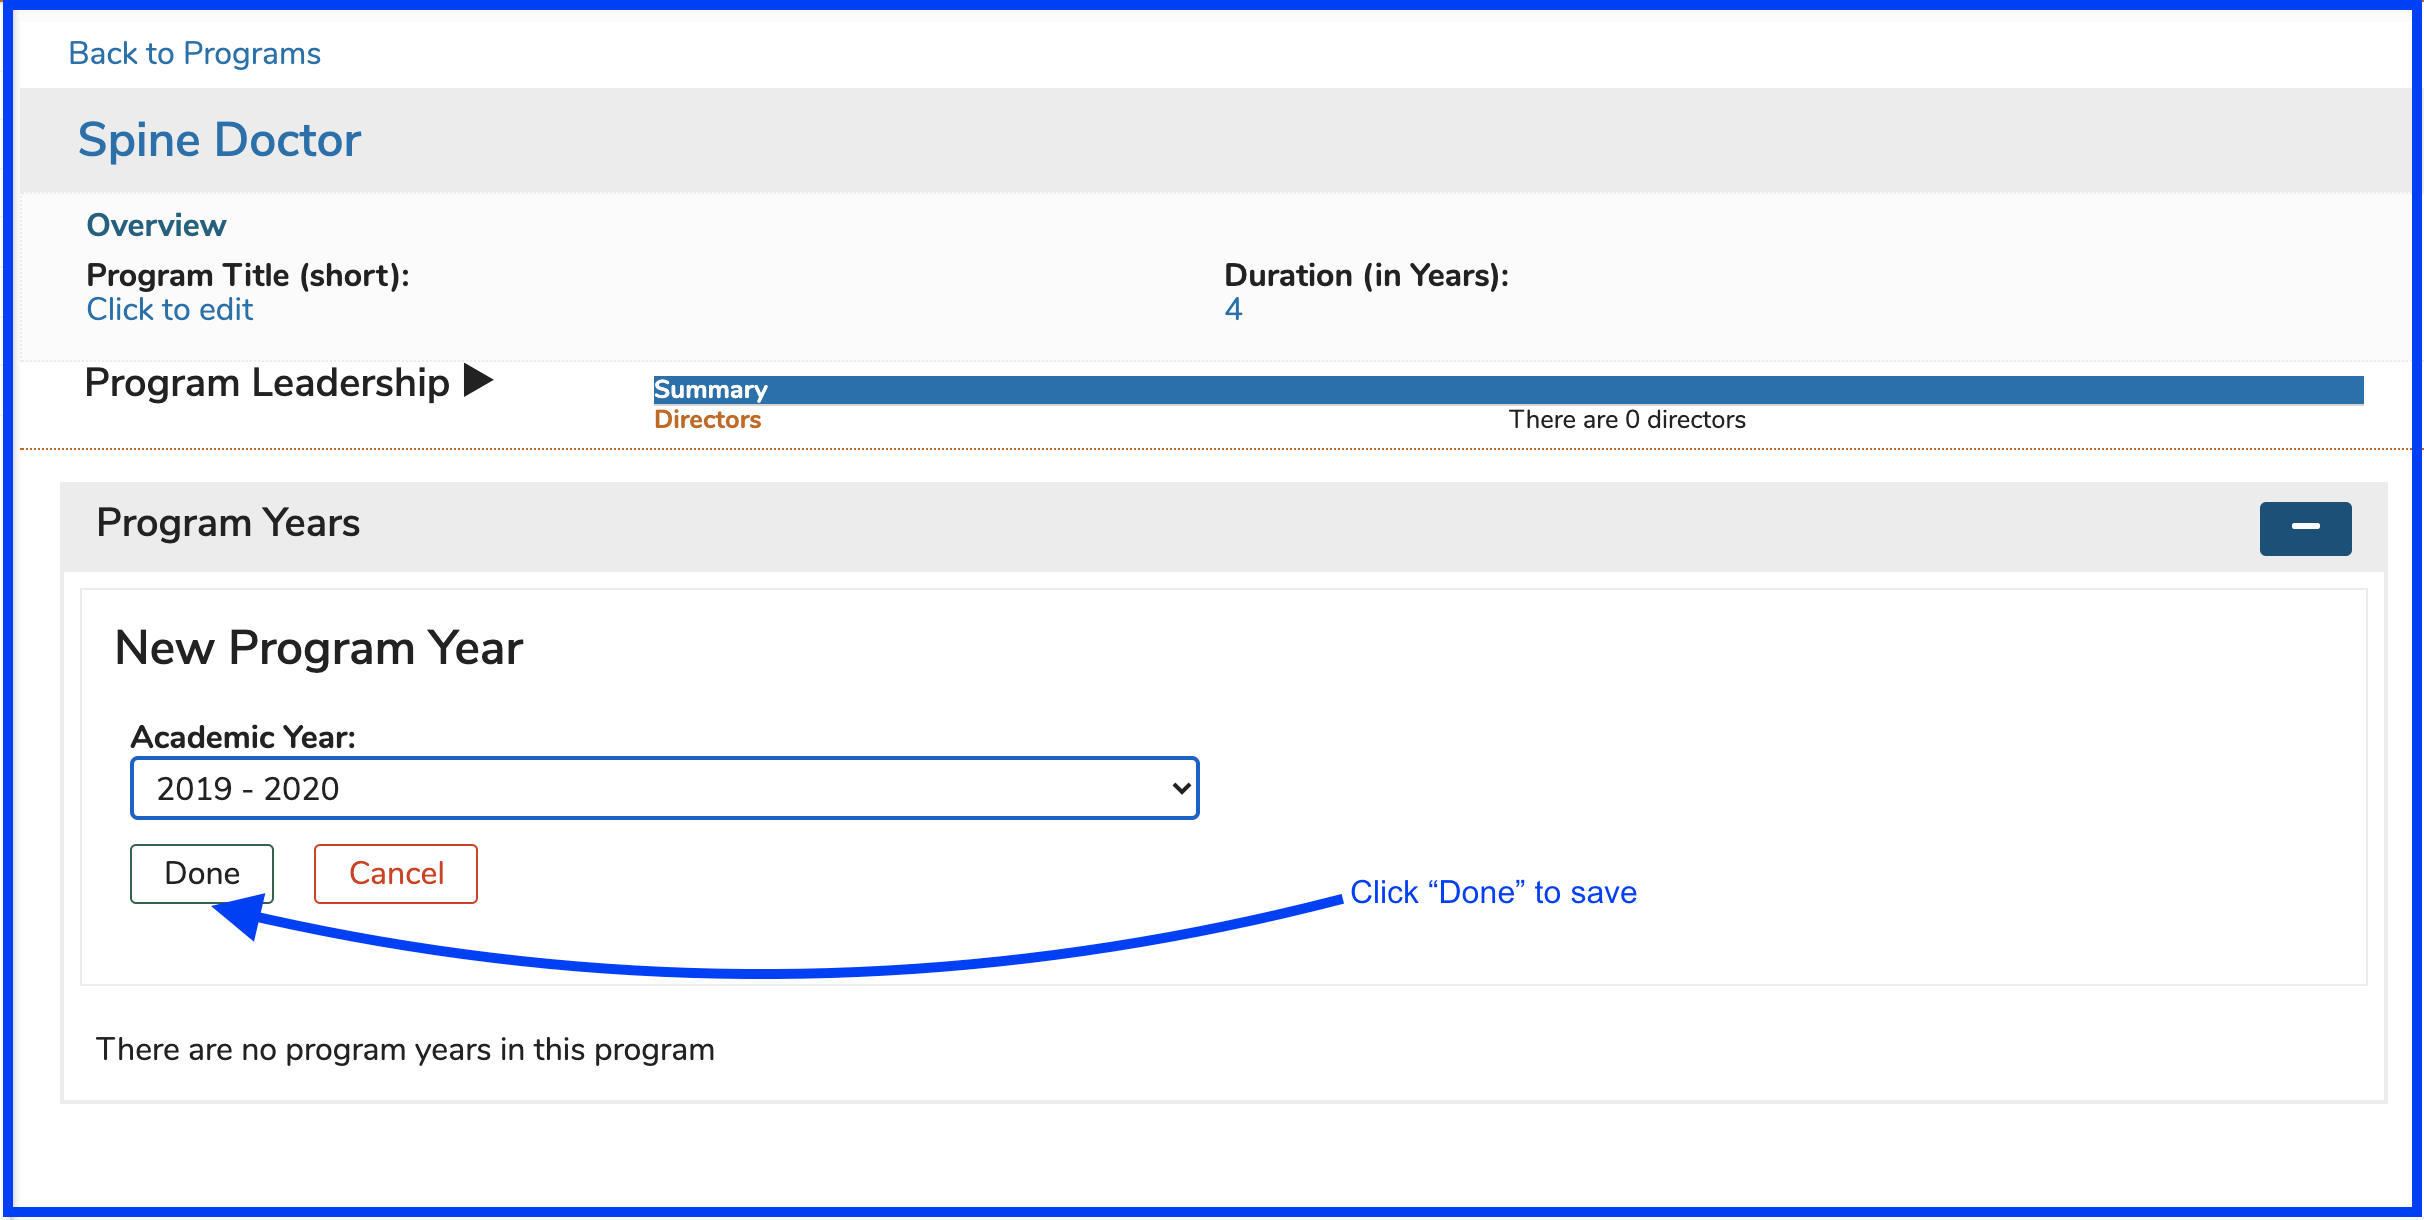 Back to Programs
Spine Doctor
Overview
Program Title (short):
Click to edit
Duration (in Years):
4
Program Leadership
Summary
Directors
There are 0 directors
Program Years
New Program Year
Academic Year:
2019 - 2020
Done
Cancel
Click “Done” to save
There are no program years in this program